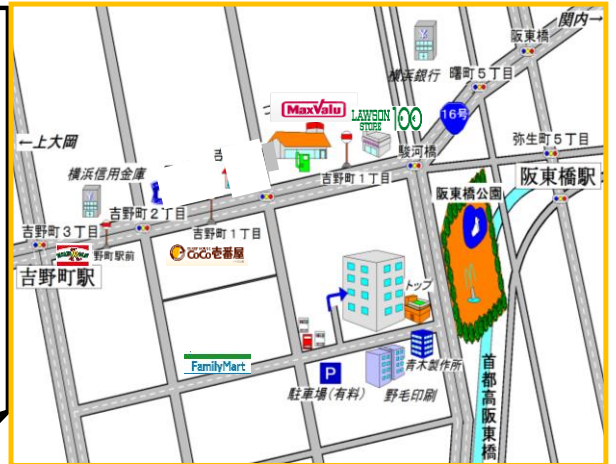 関内→
阪東橋
横浜銀行
曙町5丁目
MaxValu
LAWSON
STORE
100
16号
←上大岡
駿河橋
弥生町5丁目
横浜信用金庫
吉野町1丁目
阪東橋公園
阪東橋駅
吉野町2丁目
吉野町3丁目
野町駅前
吉野町1丁目
CoCo壱番屋
吉野町駅
トップ
FamilyMart
青木製作所
P
駐車場(有料)
野毛印刷
首都高阪東橋